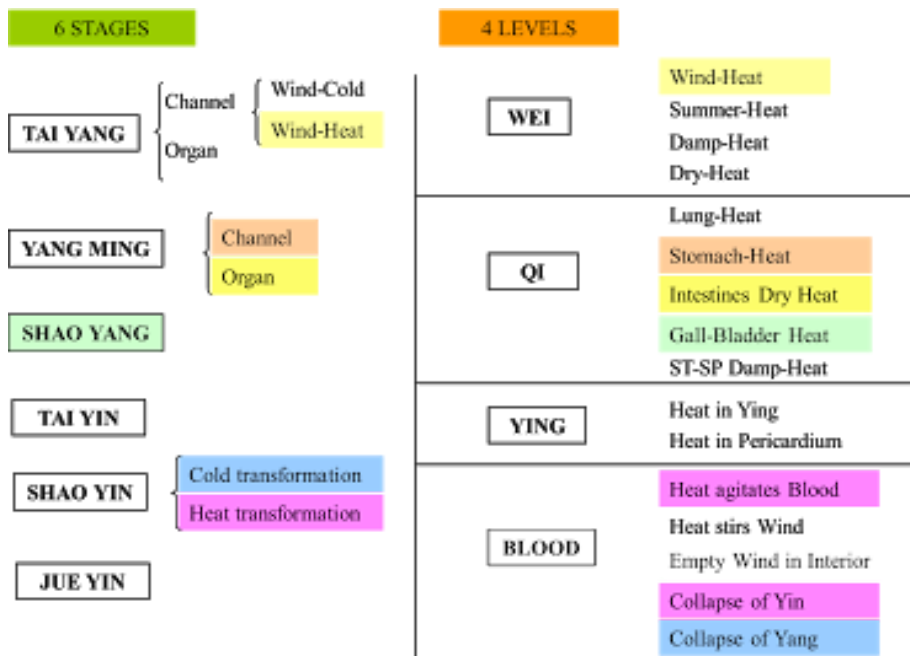 6 STAGES
TAI YANG
Channel
Wind-Cold
Wind-Heat
Organ
YANG MING
Channel
Organ
SHAO YANG
TAI YIN
SHAO YIN
Cold transformation
Heat transformation
JUE YIN
4 LEVELS
WEI
Wind-Heat
Summer-Heat
Damp-Heat
Dry-Heat
QI
Lung-Heat
Stomach-Heat
Intestines Dry Heat
Gall-Bladder Heat
ST-SP Damp-Heat
YING
Heat in Ying
Heat in Pericardium
BLOOD
Heat agitates Blood
Heat stirs Wind
Empty Wind in Interior
Collapse of Yin
Collapse of Yang